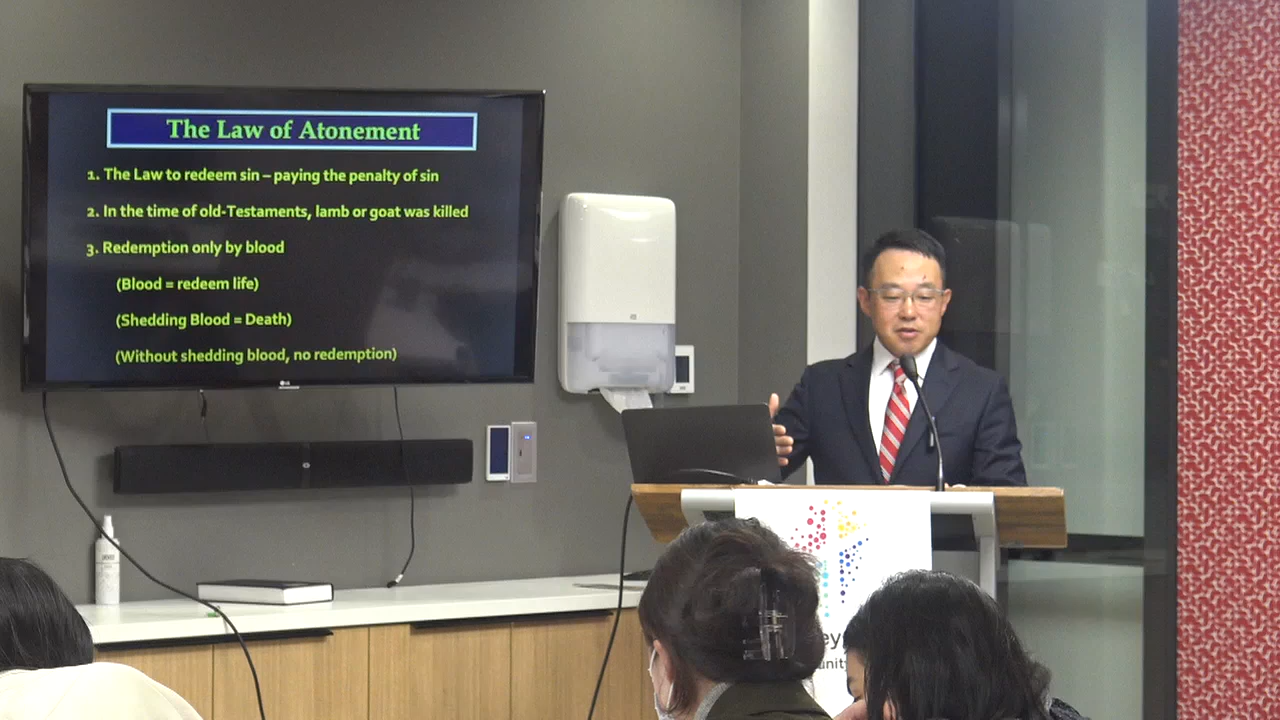 The Law of Atonement
1. The Law to redeem sin – paying the penalty of sin
2. In the time of old-Testaments, lamb or goat was killed
3. Redemption only by blood
(Blood = redeem life)
(Shedding Blood = Death)
(Without shedding blood, no redemption)
LG